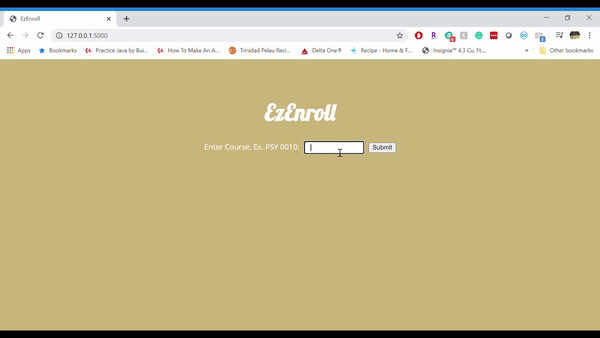 EzEnroll
127.0.0.1:5000
Apps Bookmarks Practice Java by Bui... How To Make An A... Trinidad Pelau Reci... Delta One® Recipe - Home & F... Insignia™ 4.3 Cu. Ft.... » Other bookmarks
EzEnroll
Enter Course, Ex. PSY 0010: Submit